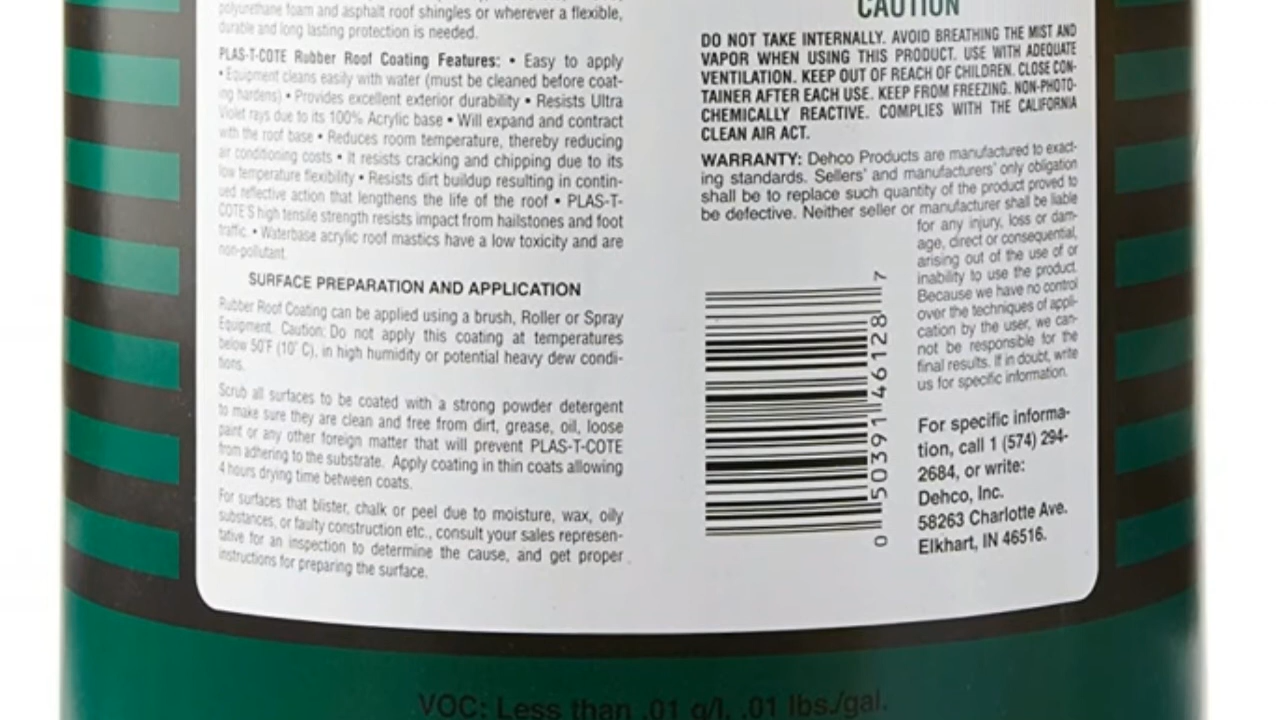 polyurethane foam and asphalt roof shingles or wherever a flexible,
durable and long lasting protection is needed.
PLAS-T-COTE Rubber Roof Coating Features: • Easy to apply
• Equipment cleans easily with water (must be cleaned before coat-
ing hardens) • Provides excellent exterior durability • Resists Ultra
Violet rays due to its 100% Acrylic base • Will expand and contract
with the roof base • Reduces room temperature, thereby reducing
air conditioning costs • It resists cracking and chipping due to its
low temperature flexibility • Resists dirt buildup resulting in contin-
ued reflective action that lengthens the life of the roof • PLAS-T-
COTE'S high tensile strength resists impact from hailstones and foot
traffic. • Waterbase acrylic roof mastics have a low toxicity and are
non-pollutant.
SURFACE PREPARATION AND APPLICATION
Rubber Roof Coating can be applied using a brush, Roller or Spray
Equipment. Caution: Do not apply this coating at temperatures
below 50°F (10° C), in high humidity or potential heavy dew condi-
tions.
Scrub all surfaces to be coated with a strong powder detergent
to make sure they are clean and free from dirt, grease, oil, loose
paint or any other foreign matter that will prevent PLAS-T-COTE
from adhering to the substrate. Apply coating in thin coats allowing
4 hours drying time between coats.
For surfaces that blister, chalk or peel due to moisture, wax, oily
substances, or faulty construction etc., consult your sales represen-
tative for an inspection to determine the cause, and get proper
instructions for preparing the surface.
CAUTION
DO NOT TAKE INTERNALLY. AVOID BREATHING THE MIST AND
VAPOR WHEN USING THIS PRODUCT. USE WITH ADEQUATE
VENTILATION. KEEP OUT OF REACH OF CHILDREN. CLOSE CON-
TAINER AFTER EACH USE. KEEP FROM FREEZING. NON-PHOTO-
CHEMICALLY REACTIVE. COMPLIES WITH THE CALIFORNIA
CLEAN AIR ACT.
WARRANTY: Dehco Products are manufactured to exact-
ing standards. Sellers' and manufacturers' only obligation
shall be to replace such quantity of the product proved to
be defective. Neither seller or manufacturer shall be liable
for any injury, loss or dam-
age, direct or consequential,
arising out of the use of or
inability to use the product.
Because we have no control
over the techniques of appli-
cation by the user, we can-
not be responsible for the
final results. If in doubt, write
us for specific information.
0 50391 46128 7
For specific informa-
tion, call 1 (574) 294-
2684, or write:
Dehco, Inc.
58263 Charlotte Ave.
Elkhart, IN 46516.
VOC: Less than .01 g/l, .01 lbs./gal.